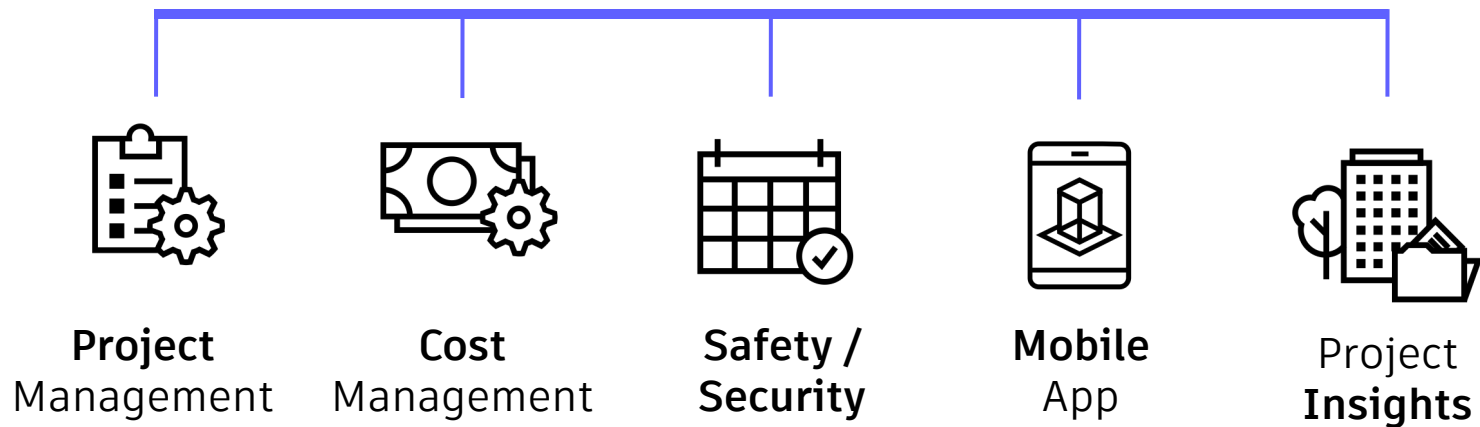 Project
Management
Cost
Management
Safety /
Security
Mobile
App
Project
Insights